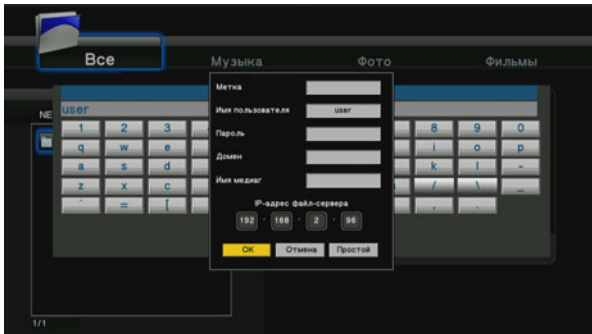 Все Музыка Фото Фильмы
Метка
NE user Имя пользователя user
1 2 3 8 9 0
Пароль
q w e i o p
Домен
a s d k l -
Имя медиаг
z x c / \ _
= [ , .
IP-адрес файл-сервера
192 · 168 · 2 · 96
OK Отмена Простой
1/1